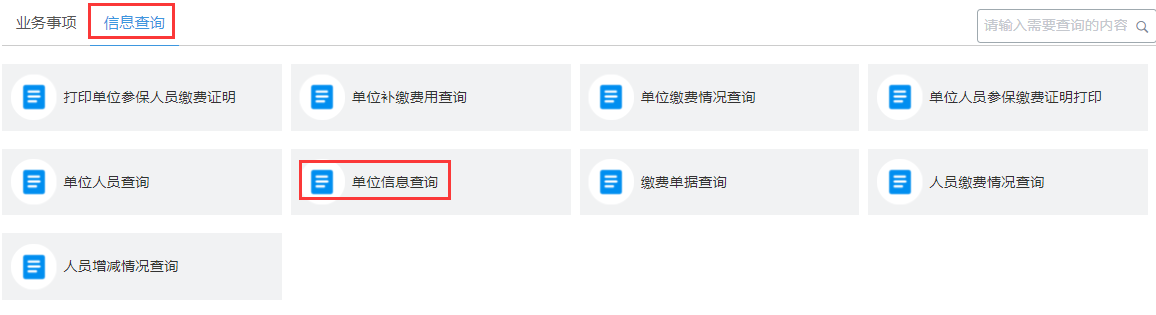 业务事项
信息查询
请输入需要查询的内容
打印单位参保人员缴费证明
单位补缴费用查询
单位缴费情况查询
单位人员参保缴费证明打印
单位人员查询
单位信息查询
缴费单据查询
人员缴费情况查询
人员增减情况查询